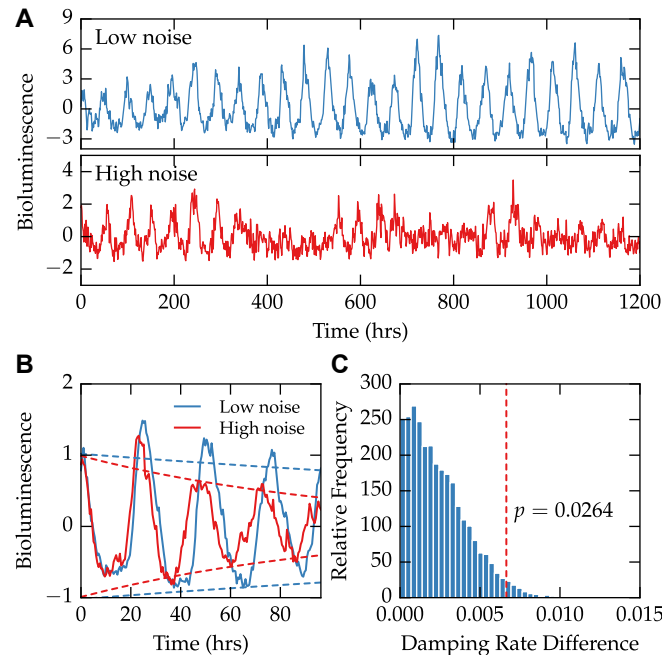 A
9
6
3
0
−3
Low noise
4
2
0
−2
High noise
Bioluminescence
0 200 400 600 800 1000 1200
Time (hrs)
B
2
1
0
−1
Low noise
High noise
Bioluminescence
0 20 40 60 80
Time (hrs)
C
300
250
200
150
100
50
0
Relative Frequency
p = 0.0264
0.000 0.005 0.010 0.015
Damping Rate Difference